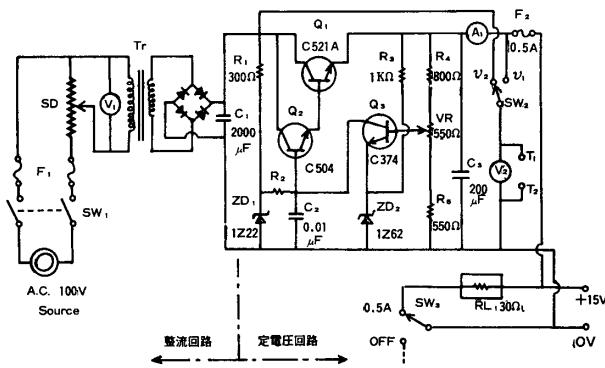 Q₁
C521A
A₁
F₂
0.5A
Tr
R₁
300Ω
R₃
1KΩ
R₄
800Ω
υ₂
υ₁
SW₂
SD
V₁
C₁
2000
μF
Q₂
C504
Q₃
C374
VR
550Ω
C₃
200
μF
V₂
T₁
T₂
F₁
R₂
ZD₁
1Z22
C₂
0.01
μF
ZD₂
1Z62
R₅
550Ω
SW₁
A.C. 100V
Source
0.5A
SW₃
RL
30Ω
+15V
0V
OFF
整流回路
定電圧回路